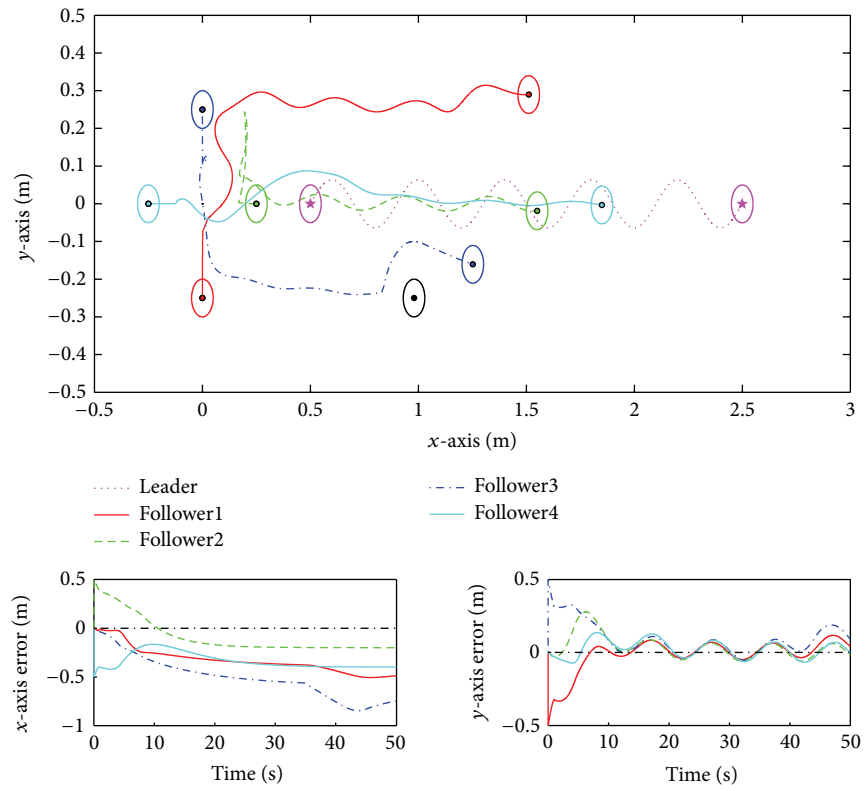 0.5
0.4
0.3
0.2
0.1
0
−0.1
−0.2
−0.3
−0.4
−0.5
y-axis (m)
−0.5 0 0.5 1 1.5 2 2.5 3
x-axis (m)
Leader
Follower1
Follower2
Follower3
Follower4
0.5
0
−0.5
−1
x-axis error (m)
0 10 20 30 40 50
Time (s)
0.5
0
−0.5
y-axis error (m)
0 10 20 30 40 50
Time (s)